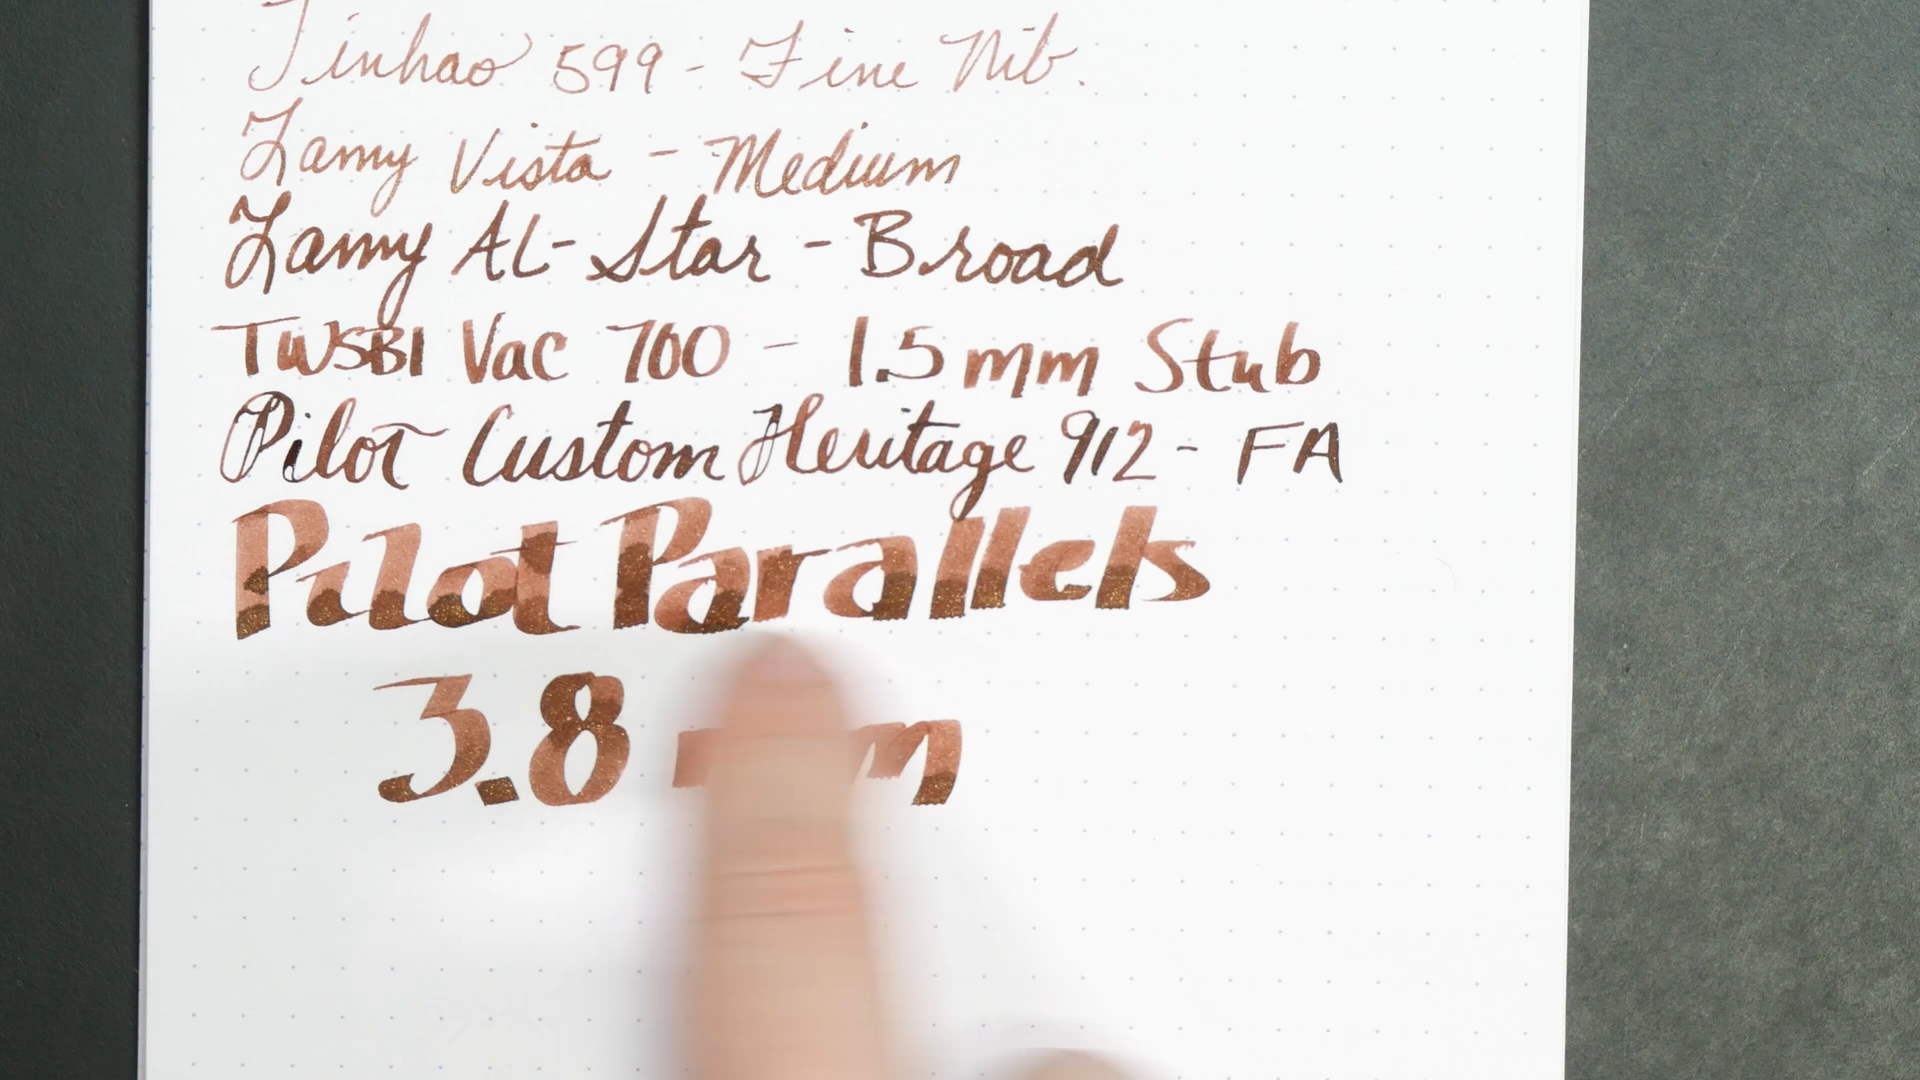 Jinhao 599 - Fine Nib.
Lamy Vista - Medium
Lamy AL-Star - Broad
TWSBI Vac 700 - 1.5mm Stub
Pilot Custom Heritage 912 - FA
Pilot Parallels
3.8